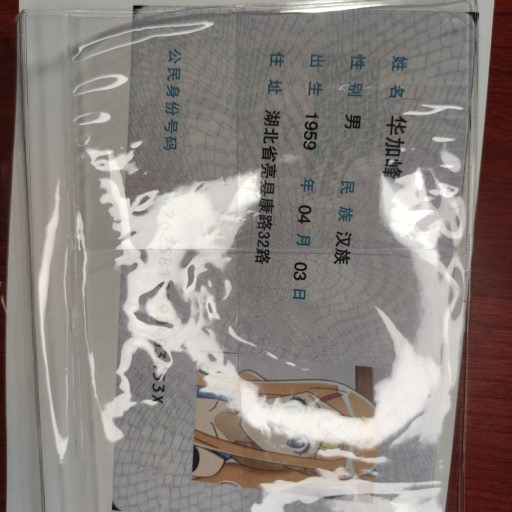 姓名 华加
性别 男 民族 汉族
出生 1959 年 04 月 03 日
住址 湖北省亮县康路32路
公民身份号码